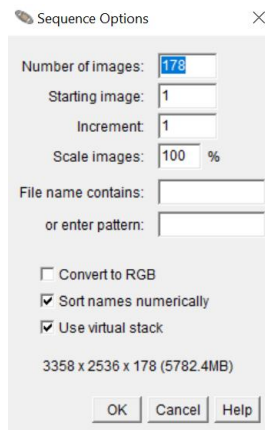 Sequence Options
Number of images: 178
Starting image: 1
Increment: 1
Scale images: 100 %
File name contains:
or enter pattern:
Convert to RGB
Sort names numerically
Use virtual stack
3358 x 2536 x 178 (5782.4MB)
OK Cancel Help